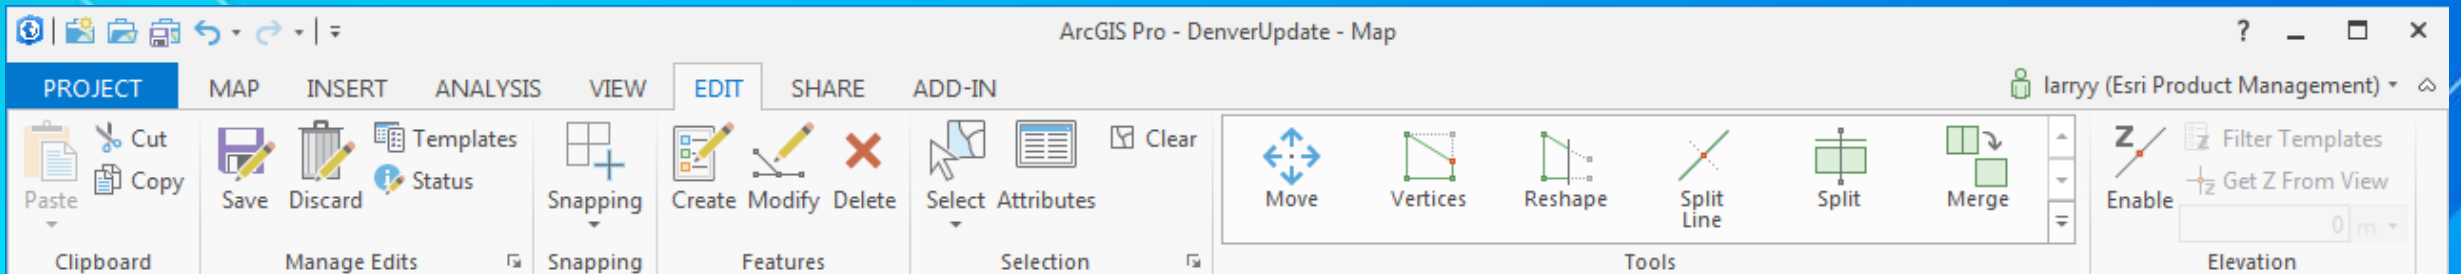 ArcGIS Pro - DenverUpdate - Map
?
PROJECT MAP INSERT ANALYSIS VIEW EDIT SHARE ADD-IN
larryy (Esri Product Management)
Paste
Cut
Copy
Clipboard
Save
Discard
Templates
Status
Manage Edits
Snapping
Snapping
Create
Modify
Delete
Features
Select
Attributes
Clear
Selection
Move
Vertices
Reshape
Split
Line
Split
Merge
Tools
Z
Enable
Filter Templates
Get Z From View
0 m
Elevation